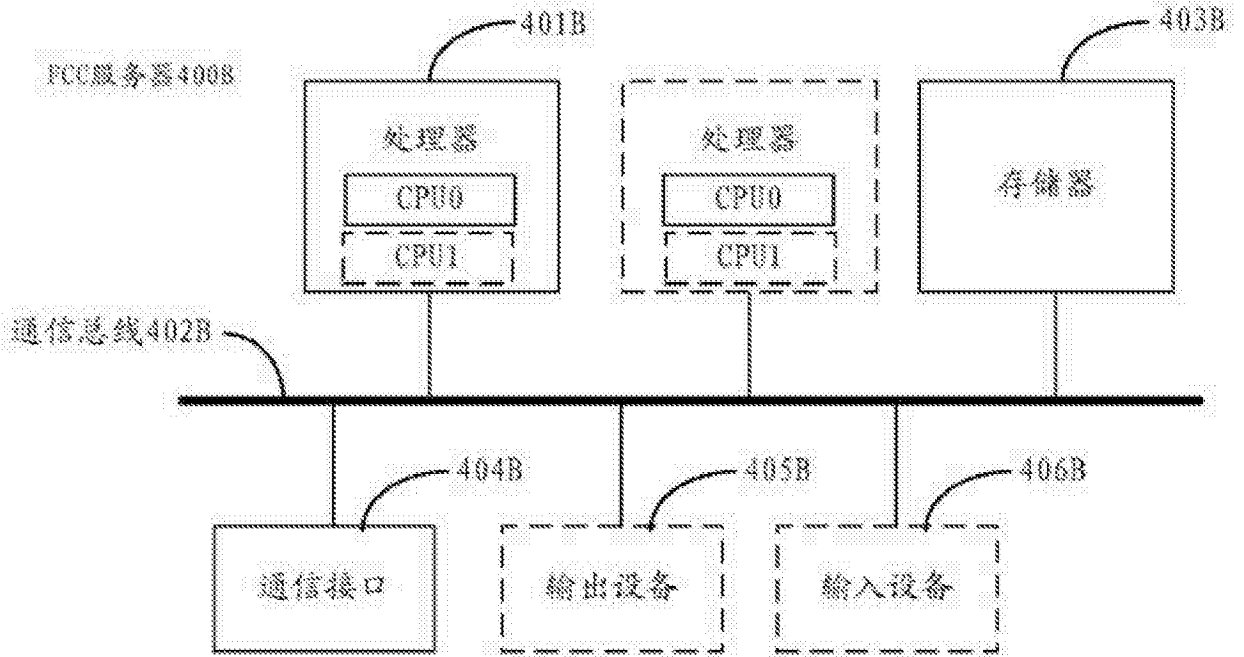 401B
403B
PCC服务器400B
处理器
处理器
存储器
CPU0
CPU0
CPU1
CPU1
通信总线402B
404B
405B
406B
通信接口
输出设备
输入设备